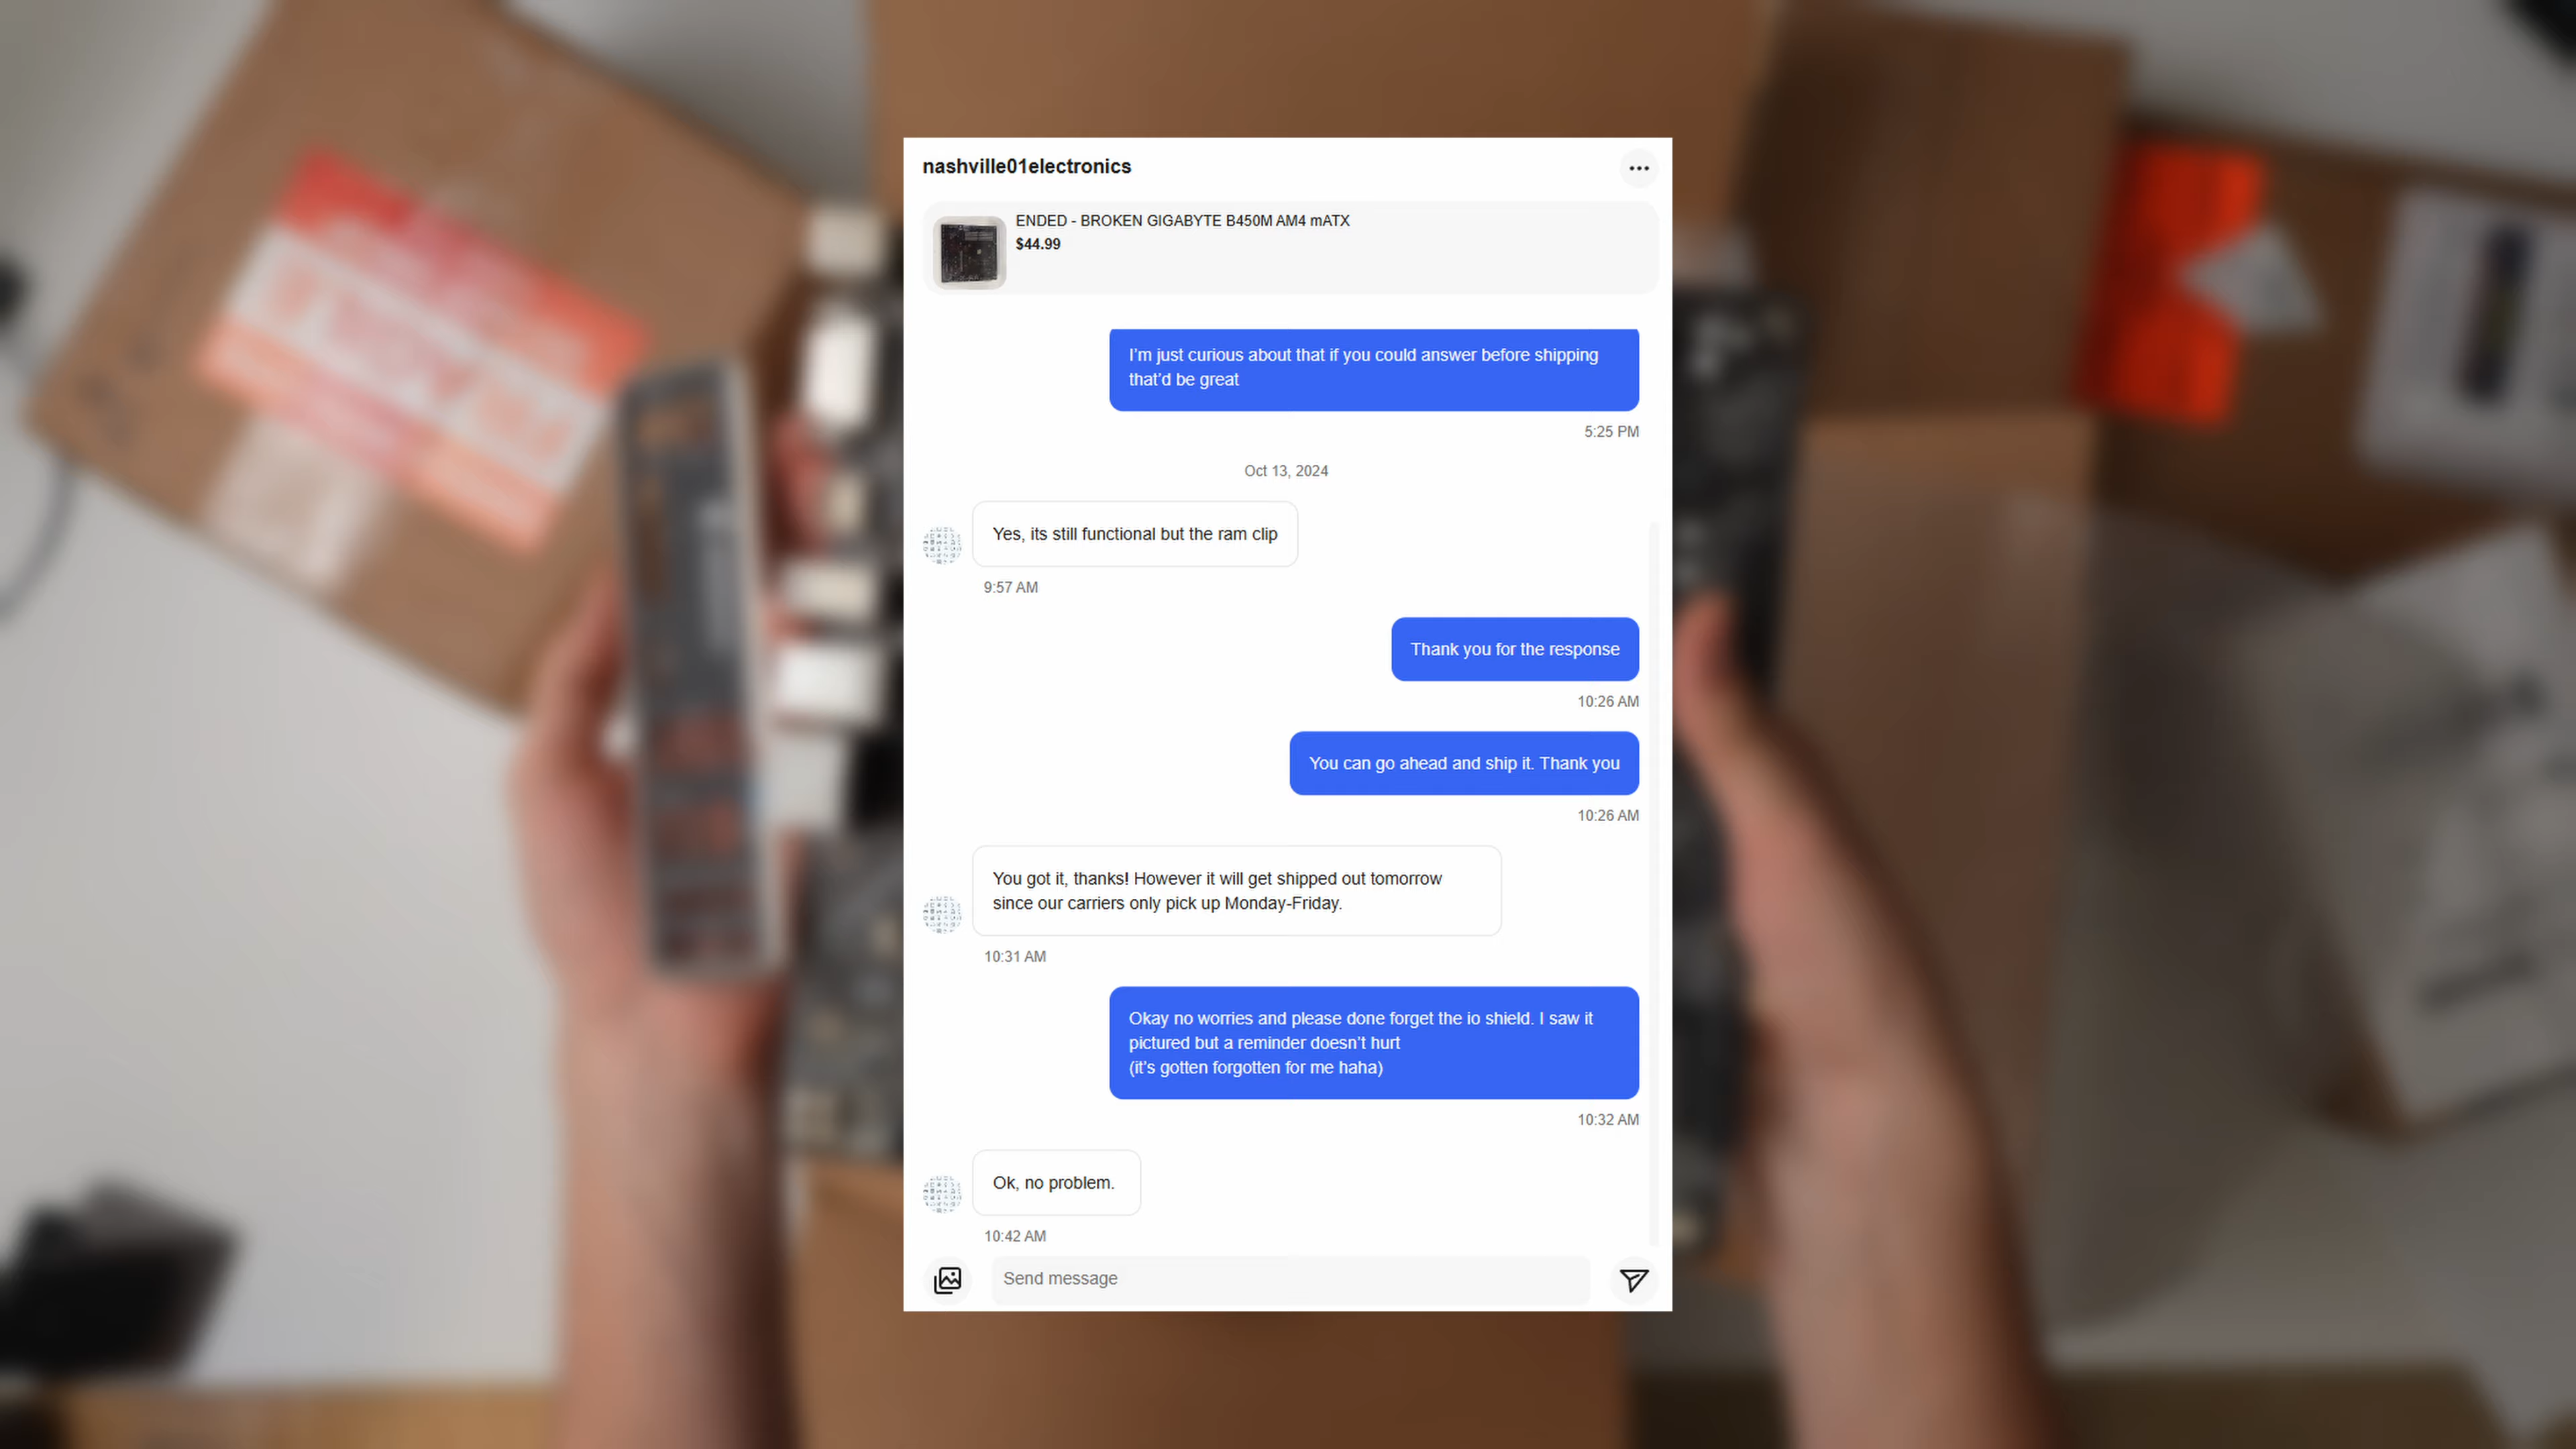 nashville01electronics
ENDED - BROKEN GIGABYTE B450M AM4 mATX
$44.99
I'm just curious about that if you could answer before shipping
that'd be great
5:25 PM
Oct 13, 2024
Yes, its still functional but the ram clip
9:57 AM
Thank you for the response
10:26 AM
You can go ahead and ship it. Thank you
10:26 AM
You got it, thanks! However it will get shipped out tomorrow
since our carriers only pick up Monday-Friday.
10:31 AM
Okay no worries and please done forget the io shield. I saw it
pictured but a reminder doesn't hurt
(it's gotten forgotten for me haha)
10:32 AM
Ok, no problem.
10:42 AM
Send message